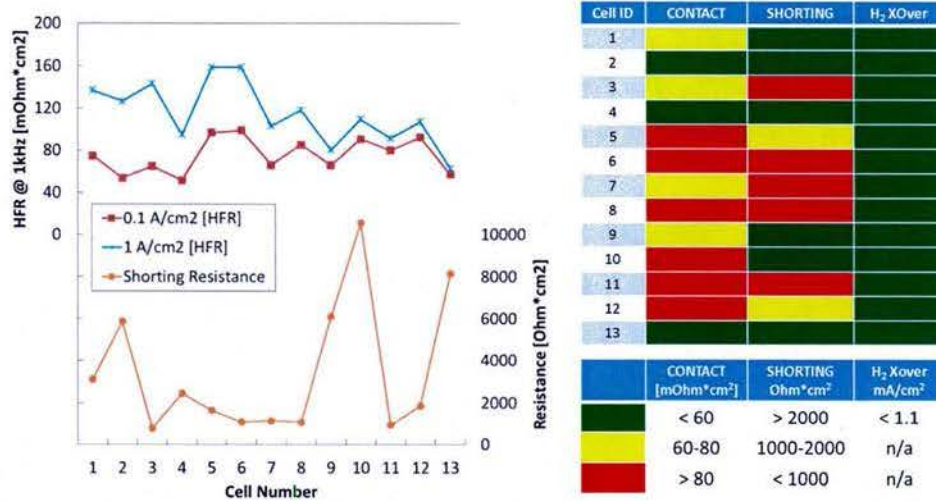 HFR @ 1kHz [mOhm*cm2]
200
160
120
80
40
0
0.1 A/cm2 [HFR]
1 A/cm2 [HFR]
Shorting Resistance
10000
8000
6000
4000
2000
0
Resistance [Ohm*cm2]
1 2 3 4 5 6 7 8 9 10 11 12 13
Cell Number
Cell ID CONTACT SHORTING H₂ XOver
1
2
3
4
5
6
7
8
9
10
11
12
13
CONTACT SHORTING H₂ Xover
[mOhm*cm²] Ohm*cm² mA/cm²
< 60 > 2000 < 1.1
60-80 1000-2000 n/a
> 80 < 1000 n/a